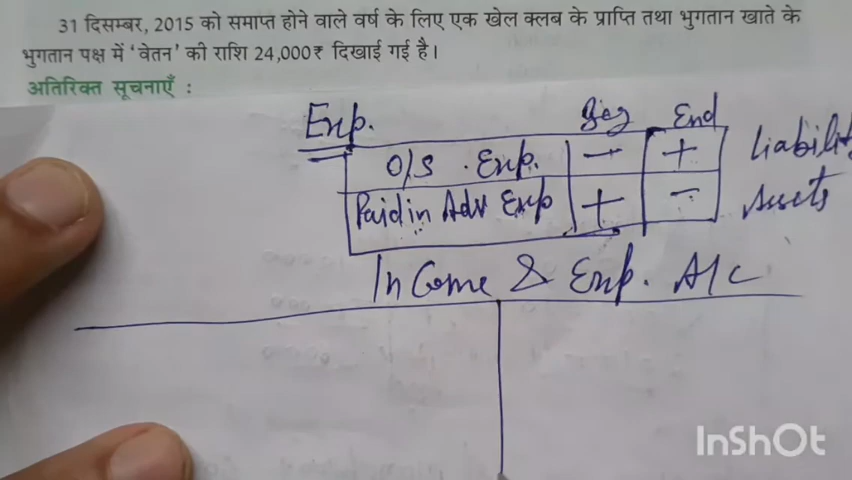 31 दिसम्बर, 2015 को समाप्त होने वाले वर्ष के लिए एक खेल क्लब के प्राप्ति तथा भुगतान खाते के
भुगतान पक्ष में 'वेतन' की राशि 24,000₹ दिखाई गई है।
अतिरिक्त सूचनाएँ :
Exp. Beg End
O/S . Exp. - + Liabilit
Paid in Adv Exp + - Assets
Income & Exp. A/C
InShOt